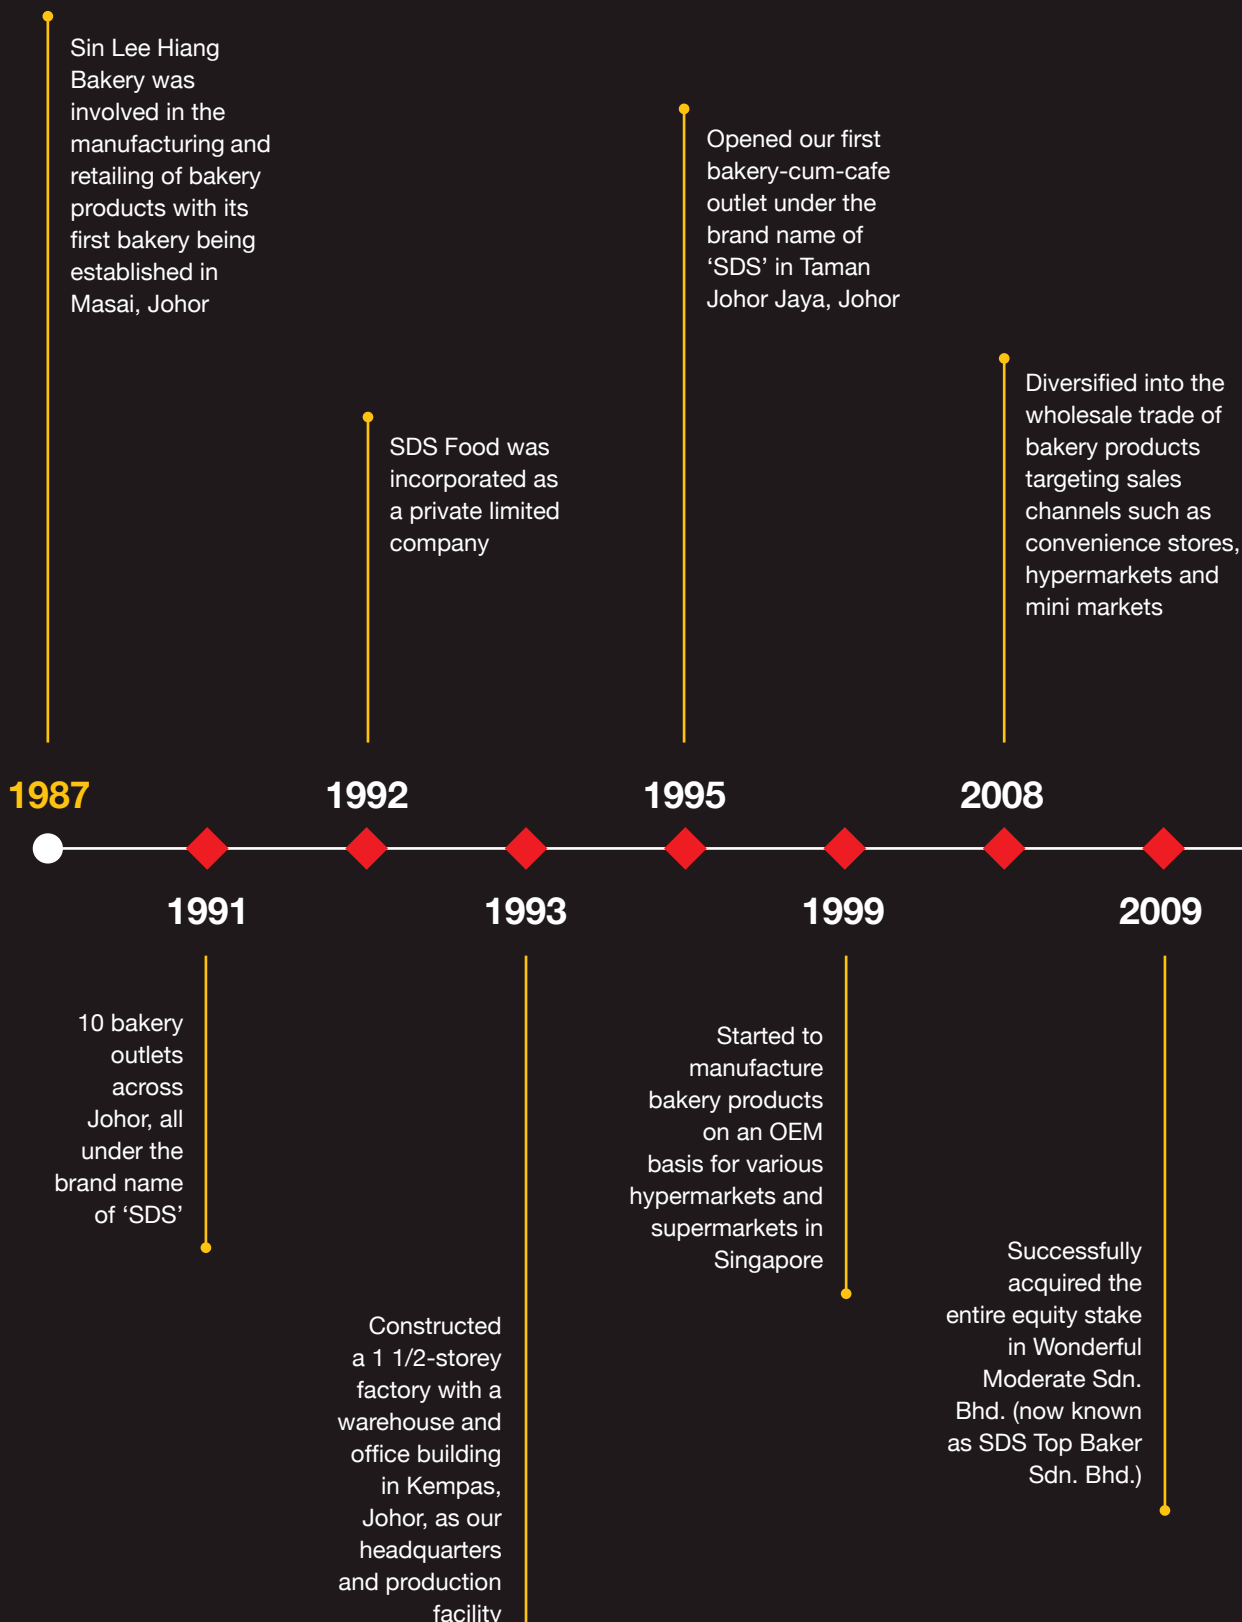 Sin Lee Hiang
Bakery was
involved in the
manufacturing and
retailing of bakery
products with its
first bakery being
established in
Masai, Johor
SDS Food was
incorporated as
a private limited
company
Opened our first
bakery-cum-cafe
outlet under the
brand name of
‘SDS’ in Taman
Johor Jaya, Johor
Diversified into the
wholesale trade of
bakery products
targeting sales
channels such as
convenience stores,
hypermarkets and
mini markets
1987
1992
1995
2008
1991
1993
1999
2009
10 bakery
outlets
across
Johor, all
under the
brand name
of ‘SDS’
Constructed
a 1 1/2-storey
factory with a
warehouse and
office building
in Kempas,
Johor, as our
headquarters
and production
facility
Started to
manufacture
bakery products
on an OEM
basis for various
hypermarkets and
supermarkets in
Singapore
Successfully
acquired the
entire equity stake
in Wonderful
Moderate Sdn.
Bhd. (now known
as SDS Top Baker
Sdn. Bhd.)